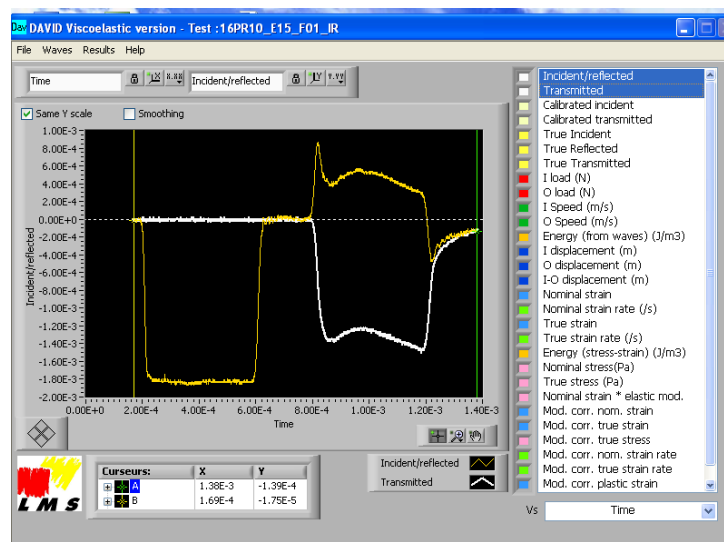 Dav DAVID Viscoelastic version - Test :16PR10_E15_F01_IR
File Waves Results Help
Time Incident/reflected
Same Y scale Smoothing
Incident/reflected
1.00E-3
8.00E-4
6.00E-4
4.00E-4
2.00E-4
0.00E+0
-2.00E-4
-4.00E-4
-6.00E-4
-8.00E-4
-1.00E-3
-1.20E-3
-1.40E-3
-1.60E-3
-1.80E-3
-2.00E-3
0.00E+0 2.00E-4 4.00E-4 6.00E-4 8.00E-4 1.00E-3 1.20E-3 1.40E-3
Time
LMS
Curseurs: X Y
A 1.38E-3 -1.39E-4
B 1.69E-4 -1.75E-5
Incident/reflected
Transmitted
Incident/reflected
Transmitted
Calibrated incident
Calibrated transmitted
True Incident
True Reflected
True Transmitted
I load (N)
O load (N)
I Speed (m/s)
O Speed (m/s)
Energy (from waves) (J/m3)
I displacement (m)
O displacement (m)
I-O displacement (m)
Nominal strain
Nominal strain rate (/s)
True strain
True strain rate (/s)
Energy (stress-strain) (J/m3)
Nominal stress(Pa)
True stress (Pa)
Nominal strain * elastic mod.
Mod. corr. nom. strain
Mod. corr. true strain
Mod. corr. true stress
Mod. corr. nom. strain rate
Mod. corr. true strain rate
Mod. corr. plastic strain
Vs Time